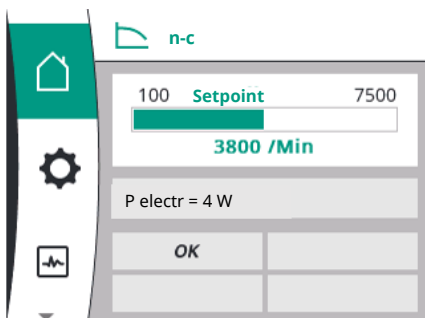 n-c
100 Setpoint 7500
3800 /Min
P electr = 4 W
OK